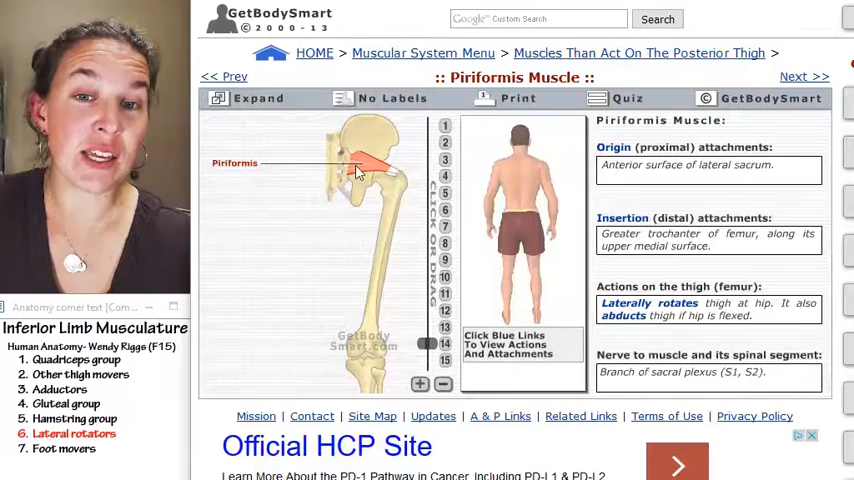 GetBodySmart
© 2000-13
Google™ Custom Search
Search
HOME > Muscular System Menu > Muscles Than Act On The Posterior Thigh >
<< Prev
:: Piriformis Muscle ::
Next >>
Expand
No Labels
Print
Quiz
© GetBodySmart
Piriformis
CLICK OR DRAG
1
2
3
4
5
6
7
8
9
10
11
12
13
14
15
GetBody
Smart.com
Click Blue Links
To View Actions
And Attachments
Piriformis Muscle:
Origin (proximal) attachments:
Anterior surface of lateral sacrum.
Insertion (distal) attachments:
Greater trochanter of femur, along its
upper medial surface.
Actions on the thigh (femur):
Laterally rotates thigh at hip. It also
abducts thigh if hip is flexed.
Nerve to muscle and its spinal segment:
Branch of sacral plexus (S1, S2).
Anatomy corner text [Com...
Inferior Limb Musculature
Human Anatomy- Wendy Riggs (F15)
1. Quadriceps group
2. Other thigh movers
3. Adductors
4. Gluteal group
5. Hamstring group
6. Lateral rotators
7. Foot movers
Mission | Contact | Site Map | Updates | A & P Links | Related Links | Terms of Use | Privacy Policy
Official HCP Site
Learn More About the PD-1 Pathway in Cancer, Including PD-L1 & PD-L2